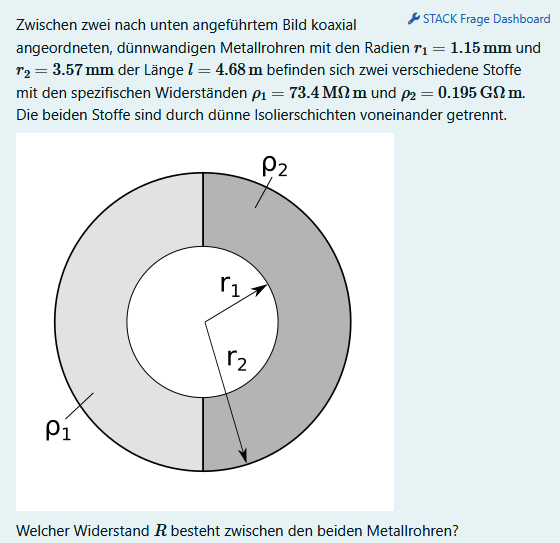 Zwischen zwei nach unten angeführtem Bild koaxial
STACK Frage Dashboard
angeordneten, dünnwandigen Metallrohren mit den Radien r₁ = 1.15 mm und
r₂ = 3.57 mm der Länge l = 4.68 m befinden sich zwei verschiedene Stoffe
mit den spezifischen Widerständen ρ₁ = 73.4 MΩ m und ρ₂ = 0.195 GΩ m.
Die beiden Stoffe sind durch dünne Isolierschichten voneinander getrennt.
ρ₂
r₁
r₂
ρ₁
Welcher Widerstand R besteht zwischen den beiden Metallrohren?